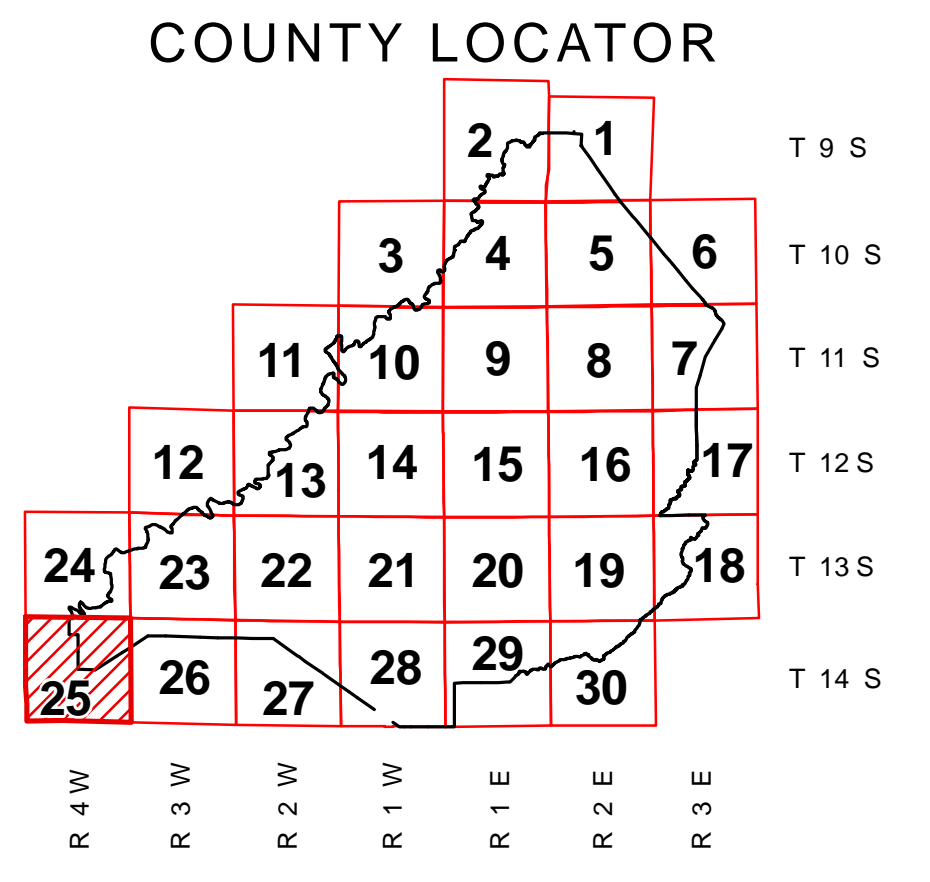 COUNTY LOCATOR
2 1 T 9 S
3 4 5 6 T 10 S
11 10 9 8 7 T 11 S
12 13 14 15 16 17 T 12 S
24 23 22 21 20 19 18 T 13 S
25 26 27 28 29 30 T 14 S
R 4 W R 3 W R 2 W R 1 W R 1 E R 2 E R 3 E